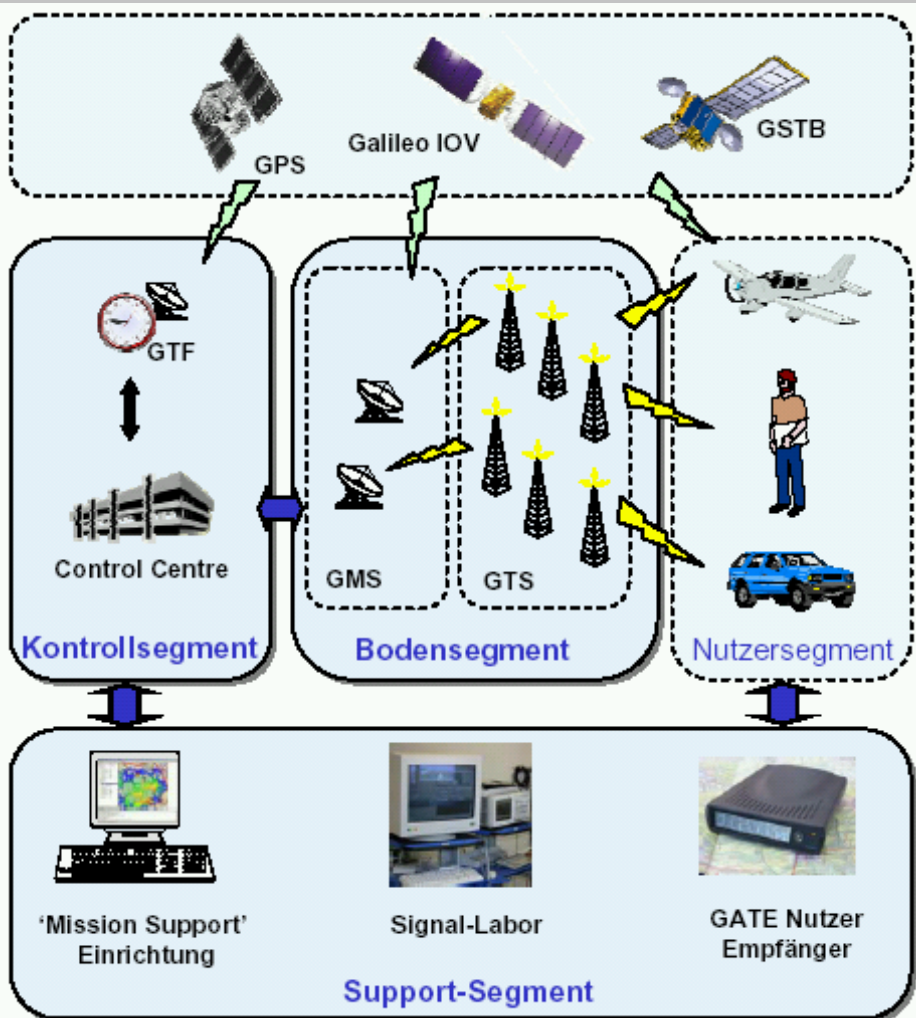 GPS
Galileo IOV
GSTB
GTF
Control Centre
Kontrollsegment
GMS
GTS
Bodensegment
Nutzersegment
‘Mission Support’
Einrichtung
Signal-Labor
GATE Nutzer
Empfänger
Support-Segment